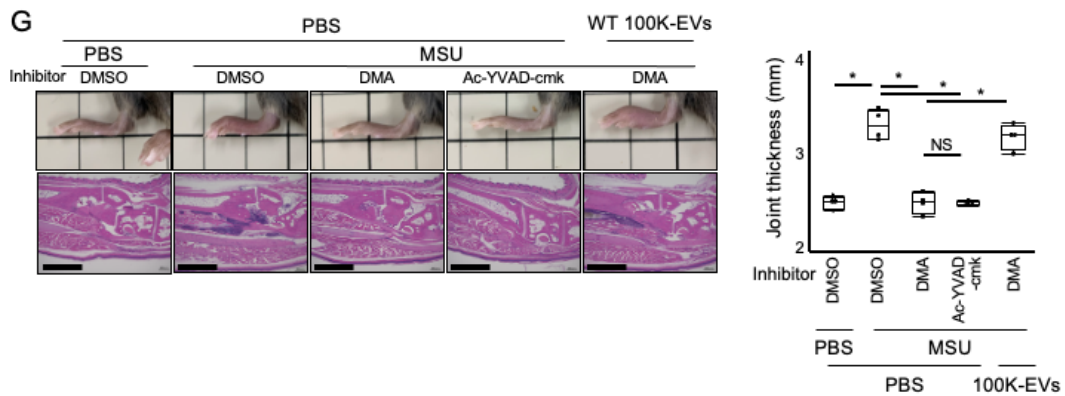 G
PBS
WT 100K-EVs
PBS
MSU
Inhibitor DMSO DMSO DMA Ac-YVAD-cmk DMA
Joint thickness (mm)
4
3
2
* * * *
NS
Inhibitor DMSO DMSO DMA Ac-YVAD
-cmk DMA
PBS MSU
PBS 100K-EVs